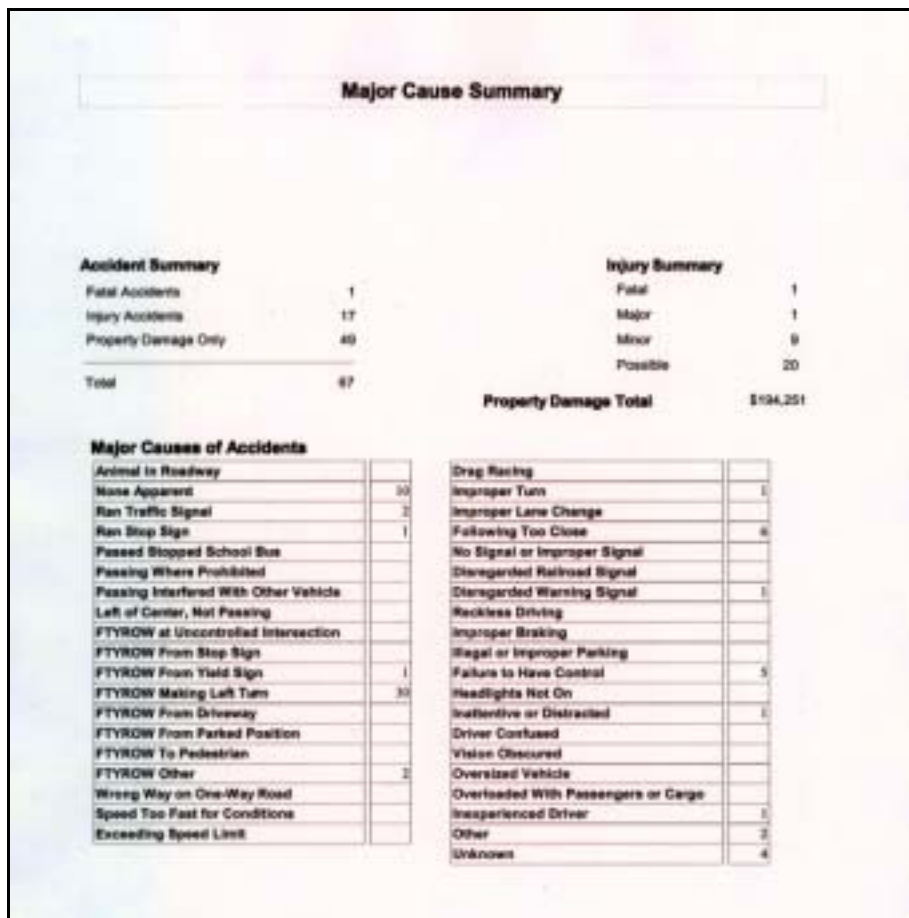 Major Cause Summary
Accident Summary
Fatal Accidents 1
Injury Accidents 17
Property Damage Only 49
Total 67
Injury Summary
Fatal 1
Major 1
Minor 9
Possible 20
Property Damage Total
Major Causes of Accidents
Animal In Roadway
None Apparent 10
Ran Traffic Signal 2
Ran Stop Sign 1
Passed Stopped School Bus
Passing Where Prohibited
Passing Interfered With Other Vehicle
Left of Center, Not Passing
FTYROW at Uncontrolled Intersection
FTYROW From Stop Sign
FTYROW From Yield Sign 1
FTYROW Making Left Turn 30
FTYROW From Driveway
FTYROW From Parked Position
FTYROW To Pedestrian
FTYROW Other 2
Wrong Way on One-Way Road
Speed Too Fast for Conditions
Exceeding Speed Limit
Drag Racing
Improper Turn 1
Improper Lane Change
Following Too Close 6
No Signal or Improper Signal
Disregarded Railroad Signal
Disregarded Warning Signal 1
Reckless Driving
Improper Braking
Illegal or Improper Parking
Failure to Have Control 5
Headlights Not On
Inattentive or Distracted 1
Driver Confused
Vision Obscured
Oversized Vehicle
Overloaded With Passengers or Cargo
Inexperienced Driver 1
Other 2
Unknown 4